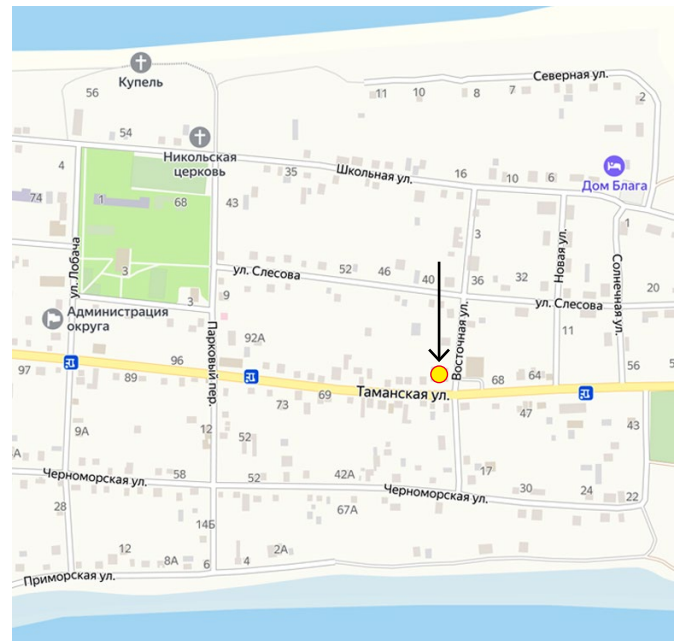 Северная ул.
56
Купель
11
10
8
7
2
54
Никольская
церковь
4
35
Школьная ул.
16
10
6
Дом Блага
74
1
68
43
3
1
ул. Лобача
3
ул. Слесова
52
46
40
36
32
Новая ул.
Солнечная ул.
20
3
9
ул. Слесова
Администрация
округа
Парковый пер.
92А
Восточная ул.
11
97
96
89
73
69
Таманская ул.
68
64
56
5
47
43
9А
12
52
17
А
Черноморская ул.
58
52
42А
Черноморская ул.
30
24
22
28
67А
14Б
12
8А
6
4
2А
Приморская ул.